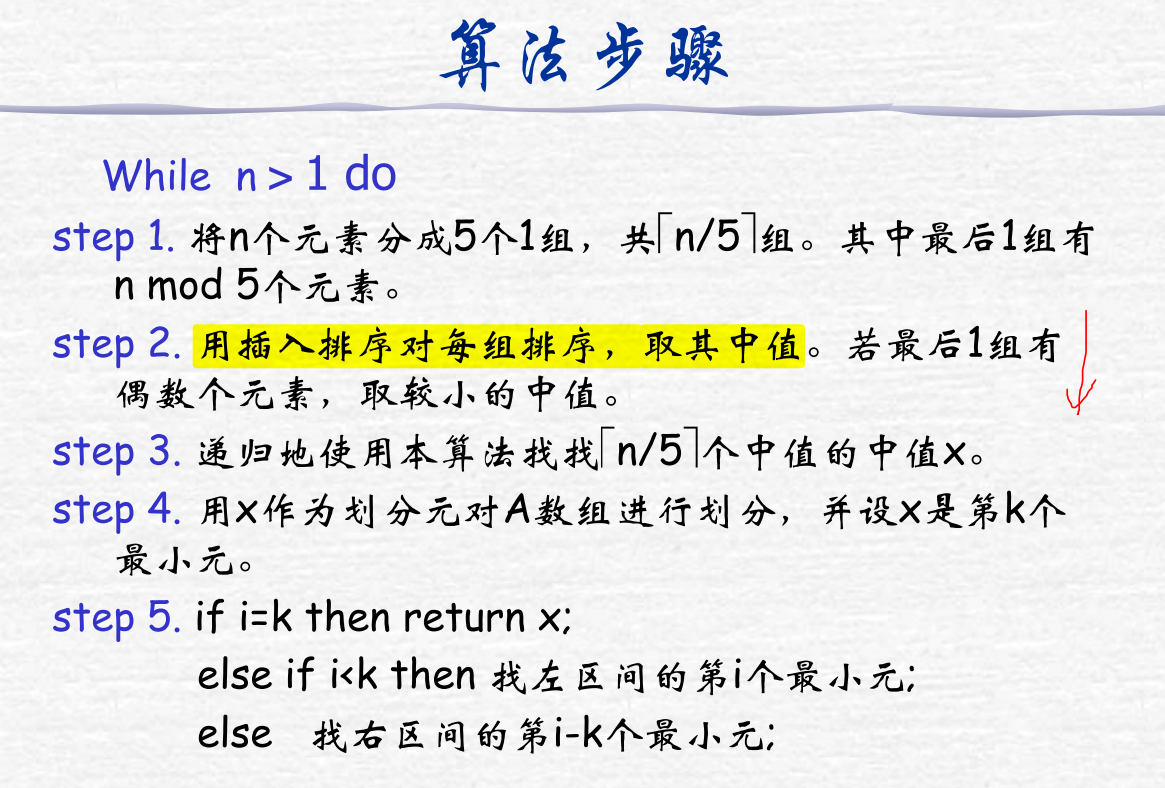 算法步骤
While n > 1 do
step 1. 将n个元素分成5个1组，共⌈n/5⌉组。其中最后1组有
n mod 5个元素。
step 2. 用插入排序对每组排序，取其中值。若最后1组有
偶数个元素，取较小的中值。
step 3. 递归地使用本算法找找⌈n/5⌉个中值的中值x。
step 4. 用x作为划分元对A数组进行划分，并设x是第k个
最小元。
step 5. if i=k then return x;
else if i<k then 找左区间的第i个最小元;
else 找右区间的第i-k个最小元;